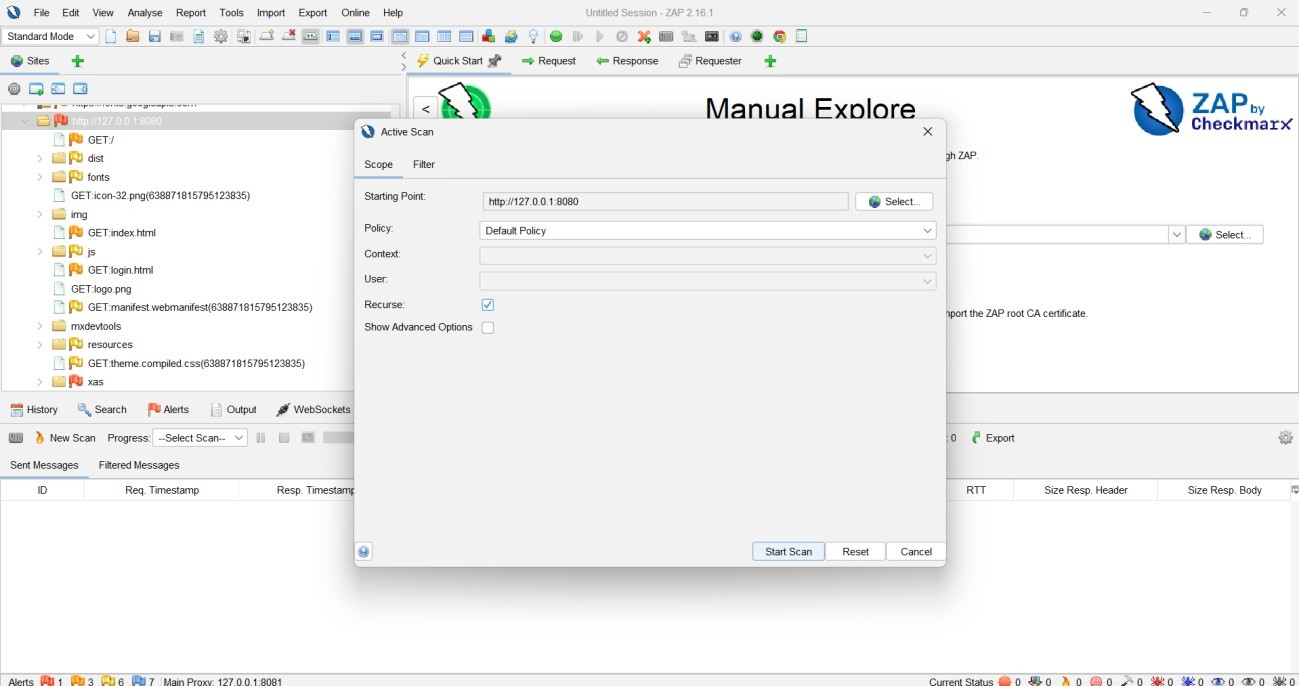 File Edit View Analyse Report Tools Import Export Online Help Untitled Session - ZAP 2.16.1
Standard Mode
Sites
Quick Start Request Response Requester
<
Manual Explore
ZAP by Checkmarx
http://127.0.0.1:8080
GET:/
dist
fonts
GET:icon-32.png(638871815795123835)
img
GET:index.html
js
GET:login.html
GET:logo.png
GET:manifest.webmanifest(638871815795123835)
mxdevtools
resources
GET:theme.compiled.css(638871815795123835)
xas
gh ZAP.
Select...
port the ZAP root CA certificate.
Active Scan
Scope Filter
Starting Point: http://127.0.0.1:8080 Select...
Policy: Default Policy
Context:
User:
Recurse:
Show Advanced Options
Start Scan Reset Cancel
History Search Alerts Output WebSockets
New Scan Progress: --Select Scan-- : 0 Export
Sent Messages Filtered Messages
ID Req. Timestamp Resp. Timestamp RTT Size Resp. Header Size Resp. Body
Alerts 1 3 6 7 Main Proxy: 127.0.0.1:8081 Current Status 0 0 0 0 0 0 0 0 0 0